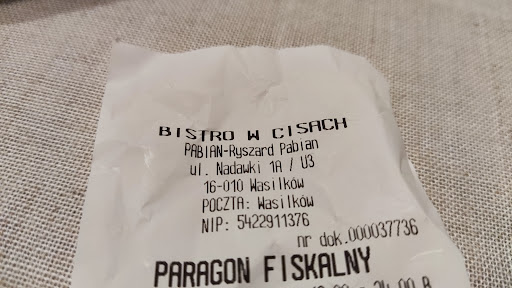 BISTRO W CISACH
PABIAN-Ryszard Pabian
ul. Nadawki 1A / U3
16-010 Wasilków
POCZTA: Wasilków
NIP: 5422911376
nr dok.000037736
PARAGON FISKALNY